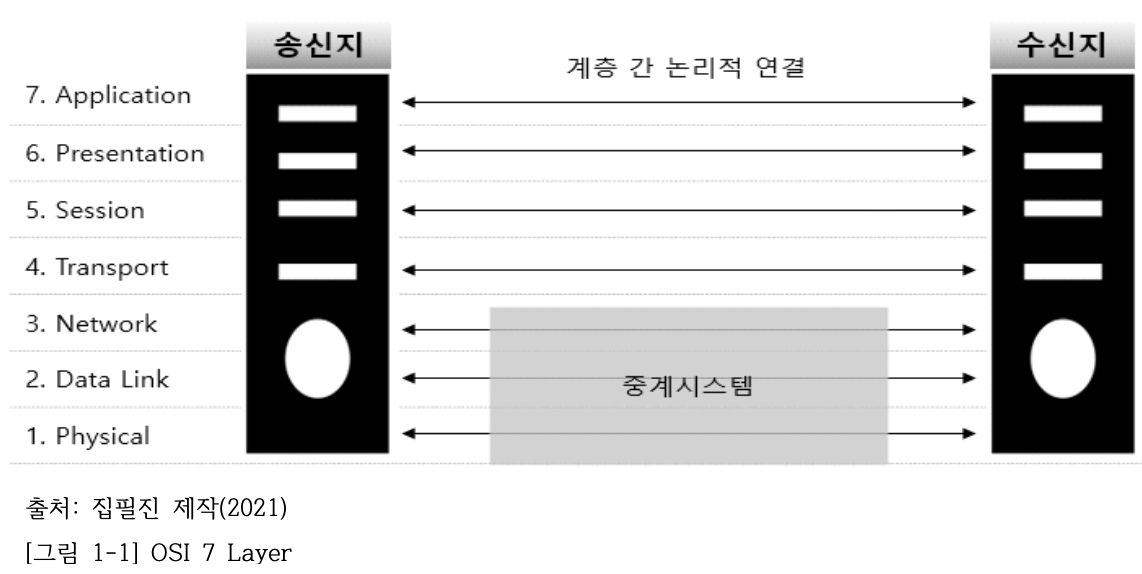 송신지
수신지
계층 간 논리적 연결
7. Application
6. Presentation
5. Session
4. Transport
3. Network
2. Data Link
중계시스템
1. Physical
출처: 집필진 제작(2021)
[그림 1-1] OSI 7 Layer